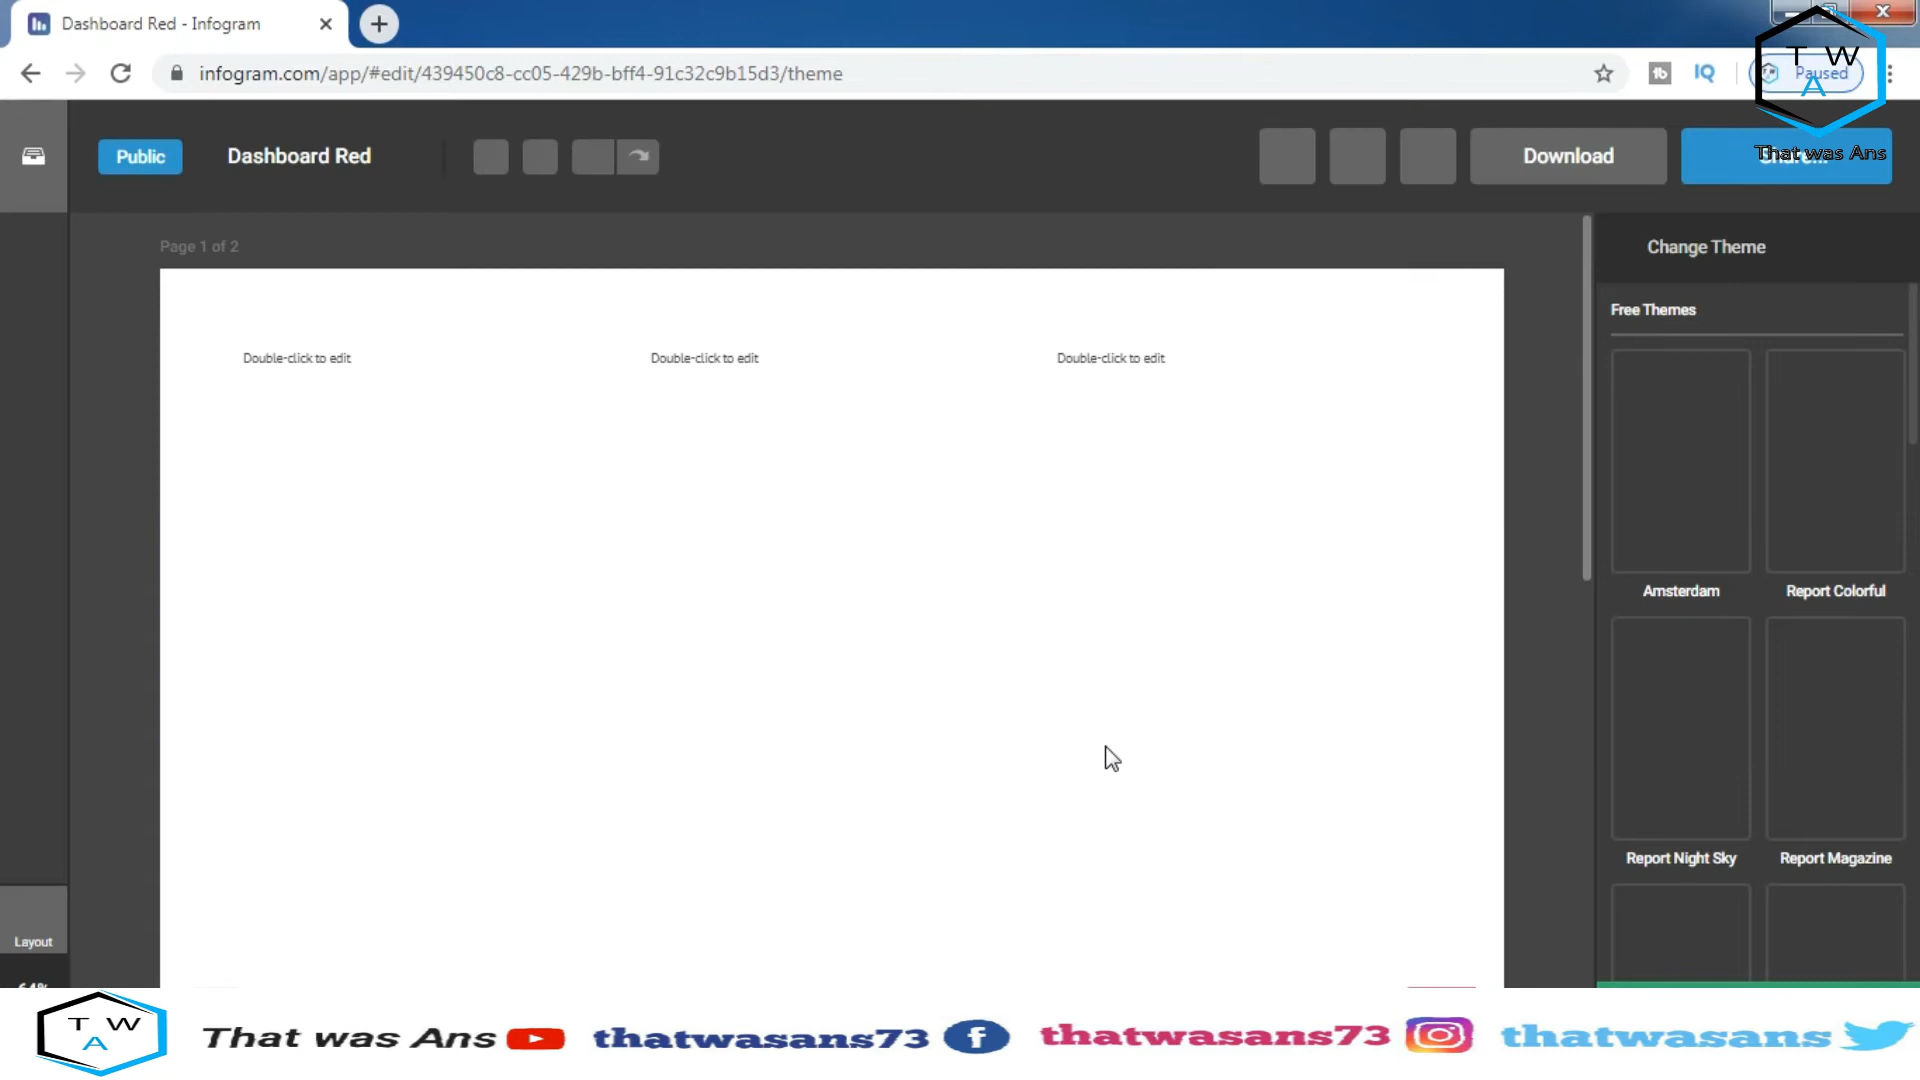 Dashboard Red - Infogram
infogram.com/app/#edit/439450c8-cc05-429b-bff4-91c32c9b15d3/theme
IQ
Paused
T W
A
That was Ans
Public
Dashboard Red
Download
Page 1 of 2
Change Theme
Free Themes
Double-click to edit
Double-click to edit
Double-click to edit
Amsterdam
Report Colorful
Report Night Sky
Report Magazine
Layout
T W
A
That was Ans
thatwasans73
thatwasans73
thatwasans